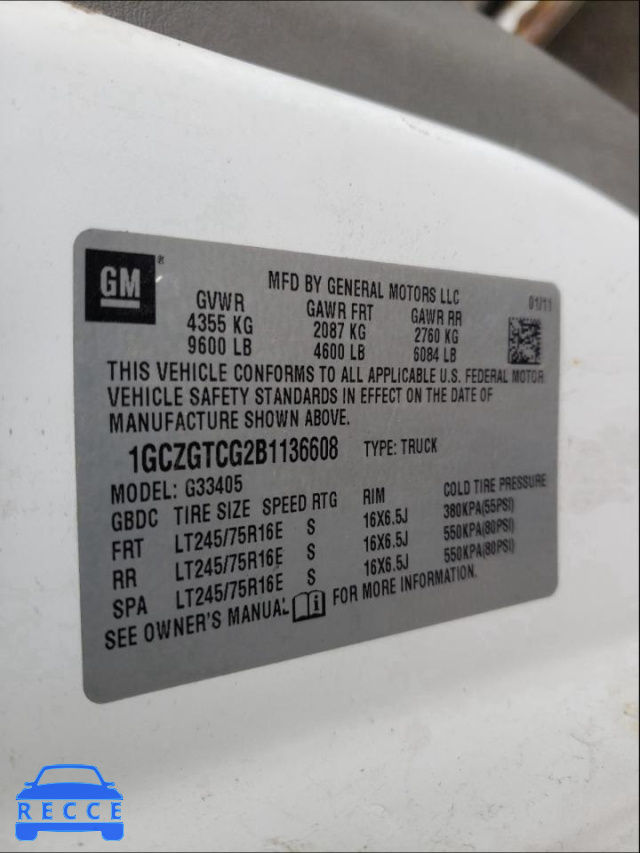 GM ®
MFD BY GENERAL MOTORS LLC 01/11
GVWR GAWR FRT GAWR RR
4355 KG 2087 KG 2760 KG
9600 LB 4600 LB 6084 LB
THIS VEHICLE CONFORMS TO ALL APPLICABLE U.S. FEDERAL MOTOR
VEHICLE SAFETY STANDARDS IN EFFECT ON THE DATE OF
MANUFACTURE SHOWN ABOVE.
1GCZGTCG2B1136608 TYPE: TRUCK
MODEL: G33405
GBDC TIRE SIZE SPEED RTG RIM COLD TIRE PRESSURE
FRT LT245/75R16E S 16X6.5J 380KPA(55PSI)
RR LT245/75R16E S 16X6.5J 550KPA(80PSI)
SPA LT245/75R16E S 16X6.5J 550KPA(80PSI)
SEE OWNER'S MANUAL FOR MORE INFORMATION.
RECCE